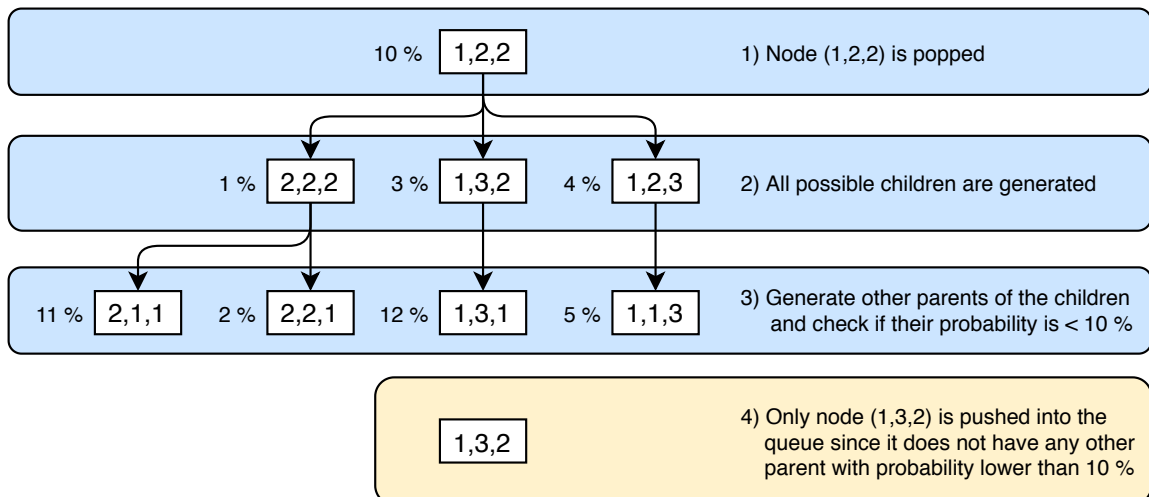 10 %
1,2,2
1) Node (1,2,2) is popped
1 %
2,2,2
3 %
1,3,2
4 %
1,2,3
2) All possible children are generated
11 %
2,1,1
2 %
2,2,1
12 %
1,3,1
5 %
1,1,3
3) Generate other parents of the children
and check if their probability is < 10 %
1,3,2
4) Only node (1,3,2) is pushed into the
queue since it does not have any other
parent with probability lower than 10 %